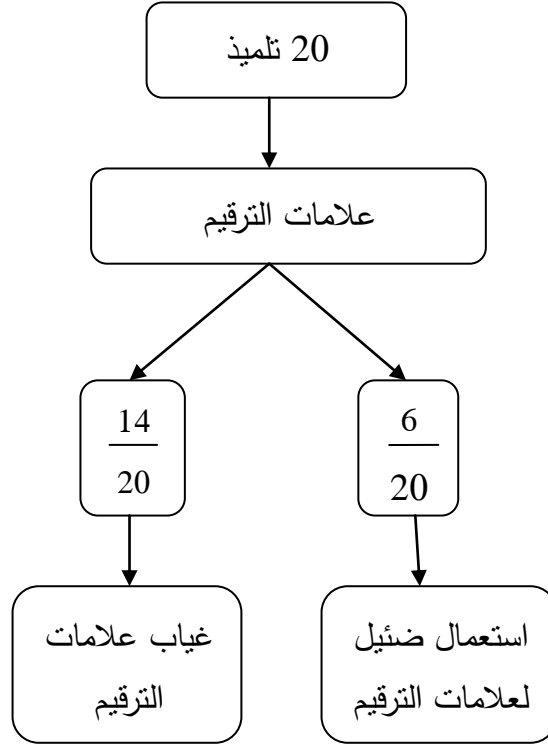 20 تلميذ
علامات الترقيم
6
20
14
20
استعمال ضئيل
لعلامات الترقيم
غياب علامات
الترقيم